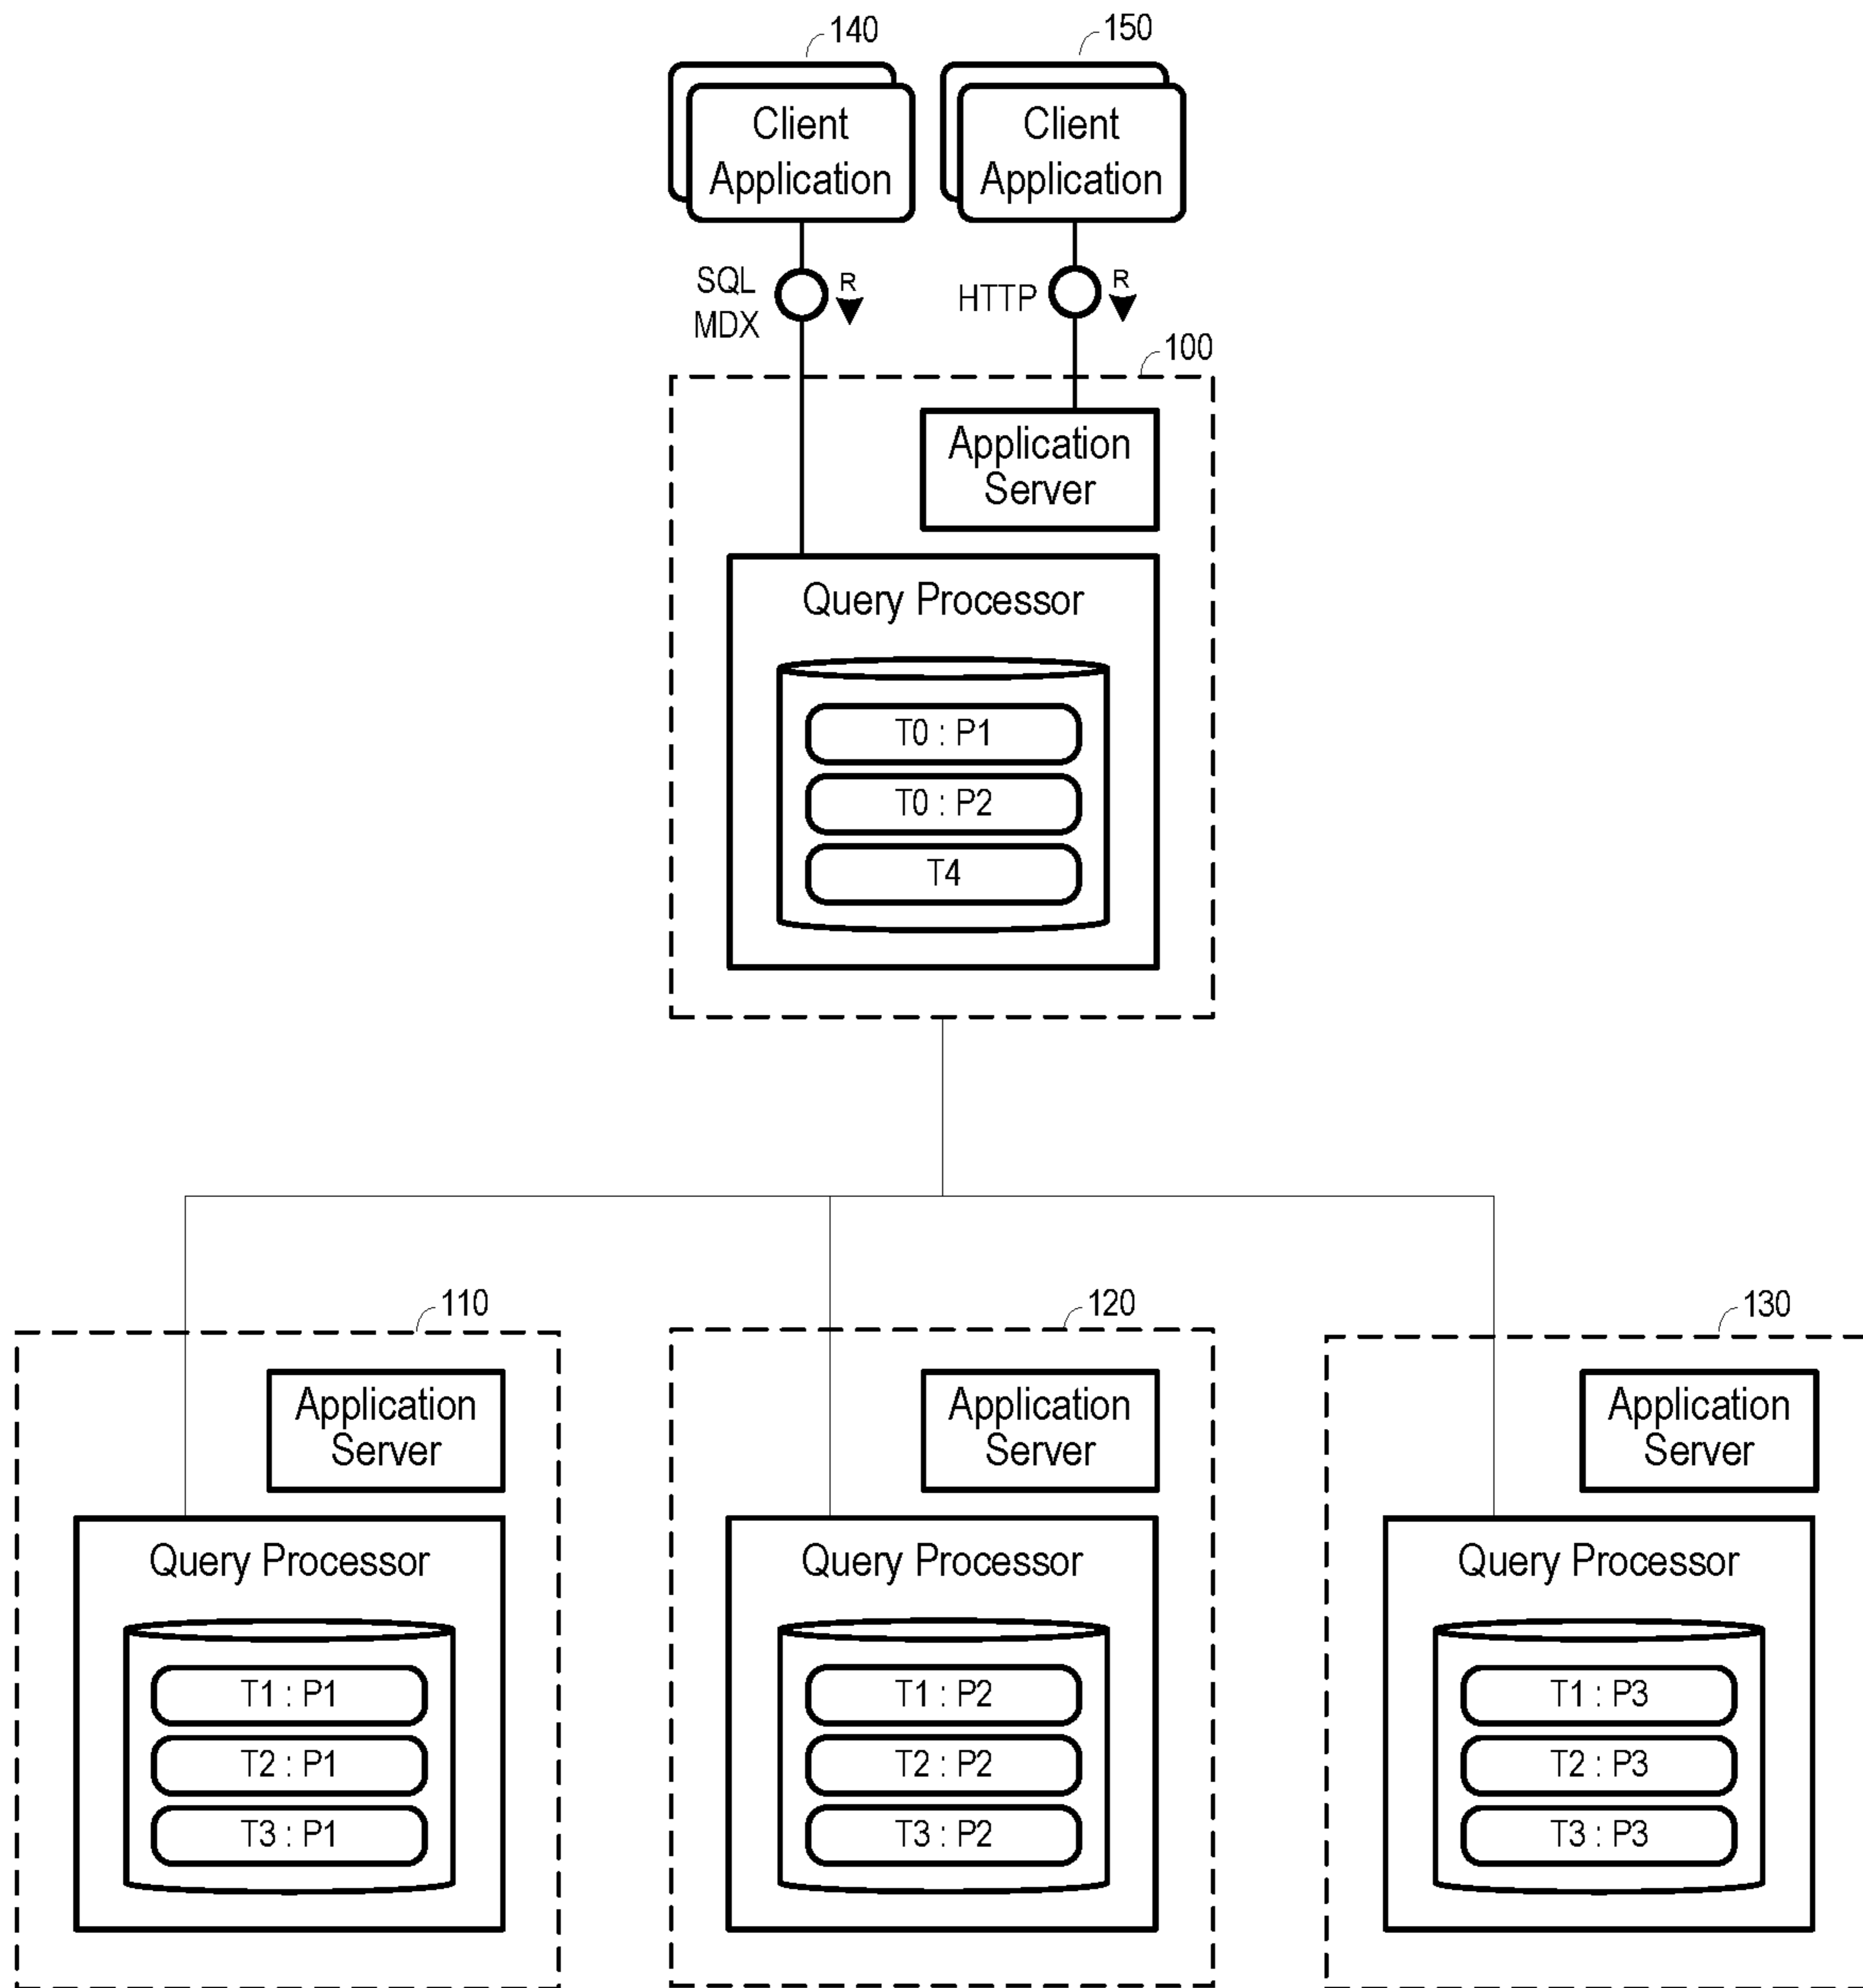 140
150
Client
Application
Client
Application
SQL
MDX
R
HTTP
R
100
Application
Server
Query Processor
T0 : P1
T0 : P2
T4
110
120
130
Application
Server
Query Processor
T1 : P1
T2 : P1
T3 : P1
Application
Server
Query Processor
T1 : P2
T2 : P2
T3 : P2
Application
Server
Query Processor
T1 : P3
T2 : P3
T3 : P3